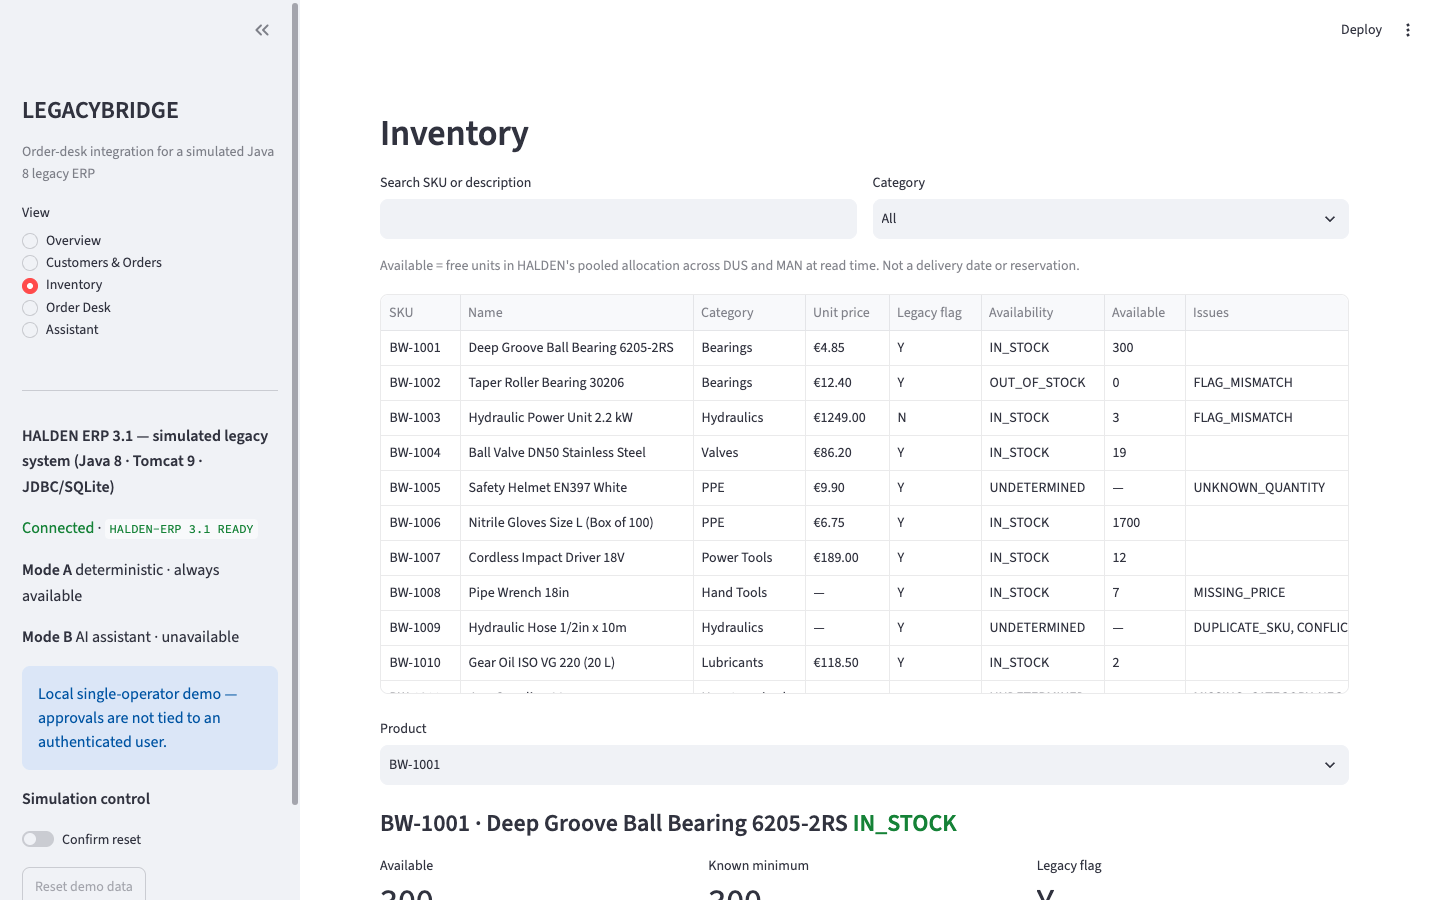 Deploy
LEGACYBRIDGE
Order-desk integration for a simulated Java
8 legacy ERP
View
Overview
Customers & Orders
Inventory
Order Desk
Assistant
HALDEN ERP 3.1 — simulated legacy
system (Java 8 · Tomcat 9 ·
JDBC/SQLite)
Connected · HALDEN-ERP 3.1 READY
Mode A deterministic · always
available
Mode B AI assistant · unavailable
Local single-operator demo —
approvals are not tied to an
authenticated user.
Simulation control
Confirm reset
Reset demo data
Inventory
Search SKU or description
Category
All
Available = free units in HALDEN's pooled allocation across DUS and MAN at read time. Not a delivery date or reservation.
SKU Name Category Unit price Legacy flag Availability Available Issues
BW-1001 Deep Groove Ball Bearing 6205-2RS Bearings €4.85 Y IN_STOCK 300
BW-1002 Taper Roller Bearing 30206 Bearings €12.40 Y OUT_OF_STOCK 0 FLAG_MISMATCH
BW-1003 Hydraulic Power Unit 2.2 kW Hydraulics €1249.00 N IN_STOCK 3 FLAG_MISMATCH
BW-1004 Ball Valve DN50 Stainless Steel Valves €86.20 Y IN_STOCK 19
BW-1005 Safety Helmet EN397 White PPE €9.90 Y UNDETERMINED — UNKNOWN_QUANTITY
BW-1006 Nitrile Gloves Size L (Box of 100) PPE €6.75 Y IN_STOCK 1700
BW-1007 Cordless Impact Driver 18V Power Tools €189.00 Y IN_STOCK 12
BW-1008 Pipe Wrench 18in Hand Tools — Y IN_STOCK 7 MISSING_PRICE
BW-1009 Hydraulic Hose 1/2in x 10m Hydraulics — Y UNDETERMINED — DUPLICATE_SKU, CONFLIC
BW-1010 Gear Oil ISO VG 220 (20 L) Lubricants €118.50 Y IN_STOCK 2
Product
BW-1001
BW-1001 · Deep Groove Ball Bearing 6205-2RS IN_STOCK
Available Known minimum Legacy flag
300 300 Y